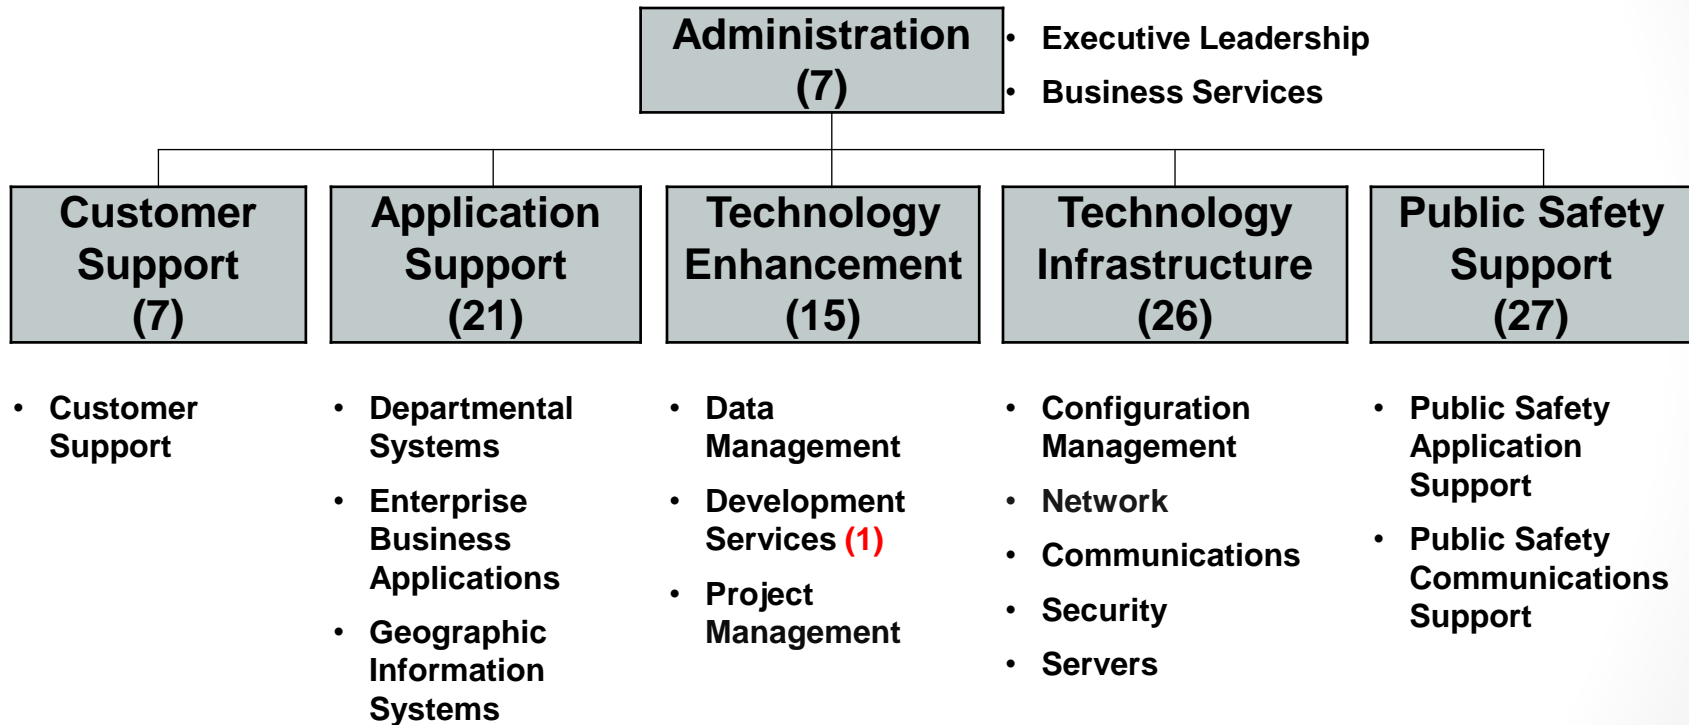 Administration
(7)
• Executive Leadership
• Business Services
Customer
Support
(7)
Application
Support
(21)
Technology
Enhancement
(15)
Technology
Infrastructure
(26)
Public Safety
Support
(27)
• Customer
Support
• Departmental
Systems
• Enterprise
Business
Applications
• Geographic
Information
Systems
• Data
Management
• Development
Services (1)
• Project
Management
• Configuration
Management
• Network
• Communications
• Security
• Servers
• Public Safety
Application
Support
• Public Safety
Communications
Support